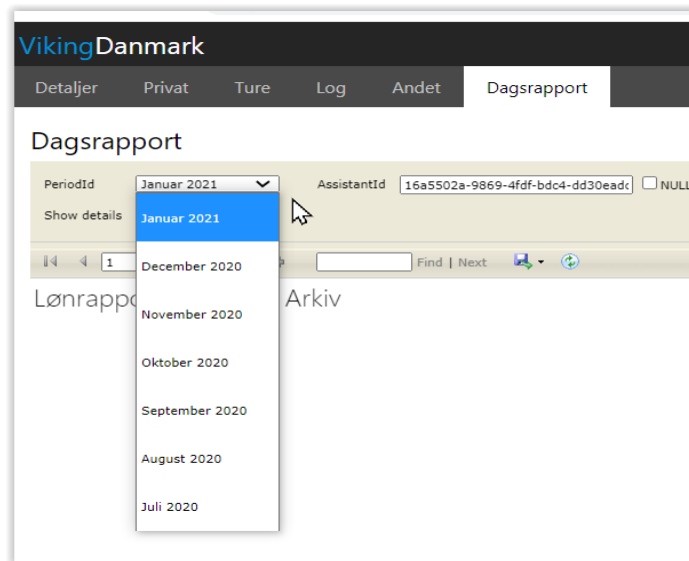 VikingDanmark
Detaljer Privat Ture Log Andet Dagsrapport
Dagsrapport
PeriodId Januar 2021 AssistantId 16a5502a-9869-4fdf-bdc4-dd30eadc NULL
Show details
1 Find | Next
Lønrappo Arkiv
Januar 2021
December 2020
November 2020
Oktober 2020
September 2020
August 2020
Juli 2020